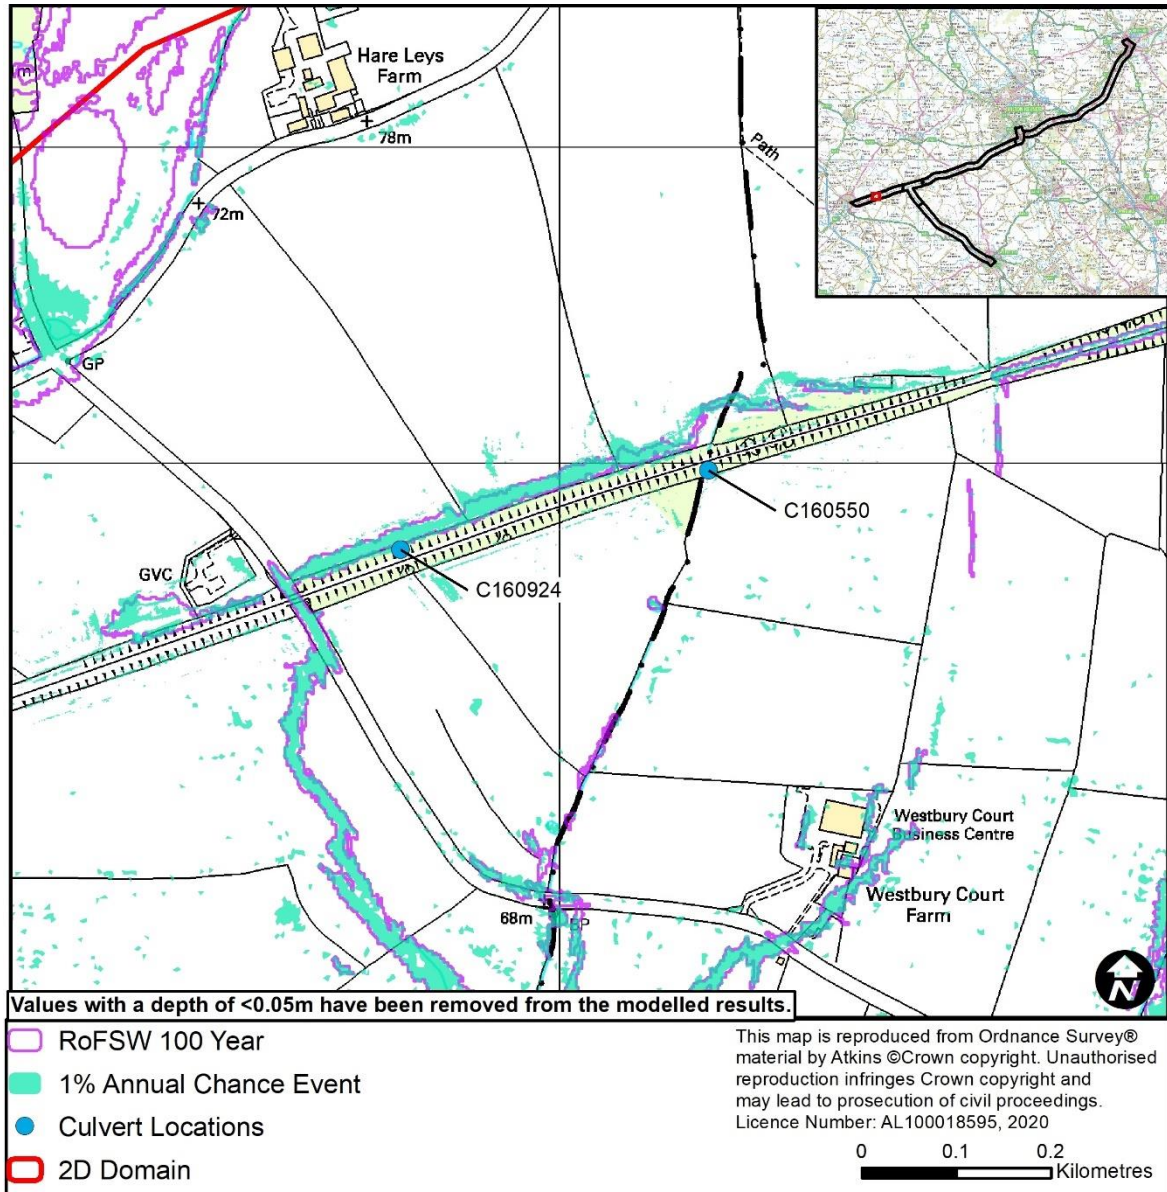 Hare Leys
Farm
78m
Path
72m
GP
C160550
GVC
C160924
Westbury Court
Business Centre
Westbury Court
Farm
68m
N
Values with a depth of <0.05m have been removed from the modelled results.
RoFSW 100 Year
1% Annual Chance Event
Culvert Locations
2D Domain
This map is reproduced from Ordnance Survey®
material by Atkins ©Crown copyright. Unauthorised
reproduction infringes Crown copyright and
may lead to prosecution of civil proceedings.
Licence Number: AL100018595, 2020
0 0.1 0.2
Kilometres